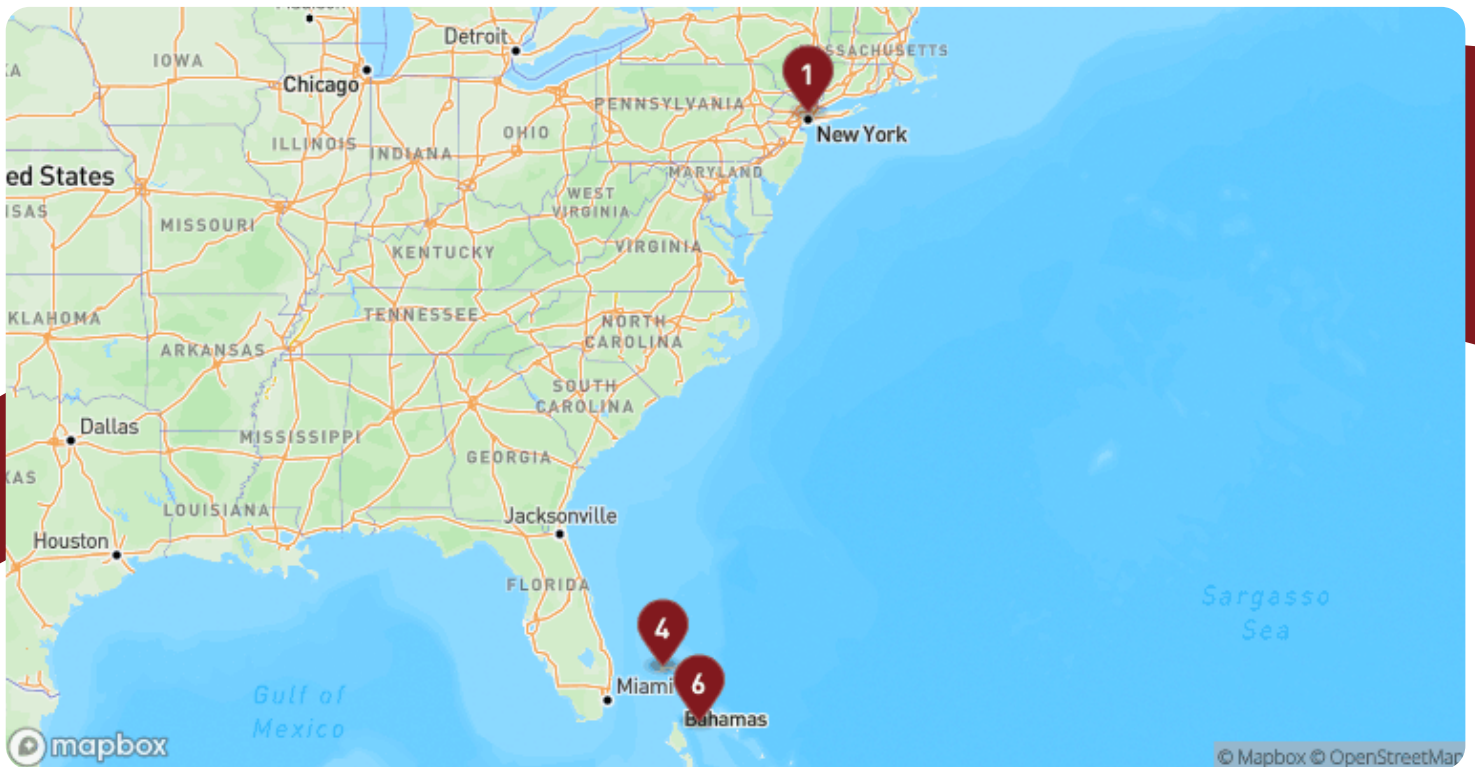 Detroit
SSACHUSETTS
IOWA
KA
1
Chicago
PENNSYLVANIA
New York
OHIO
ILLINOIS
INDIANA
ed States
MARYLAND
WEST
VIRGINIA
NSAS
MISSOURI
VIRGINIA
KENTUCKY
KLAHOMA
TENNESSEE
NORTH
CAROLINA
ARKANSAS
SOUTH
CAROLINA
Dallas
MISSISSIPPI
GEORGIA
XAS
LOUISIANA
Jacksonville
Houston
FLORIDA
Sargasso
Sea
4
Miami
6
Gulf of
Mexico
Bahamas
mapbox
© Mapbox © OpenStreetMap